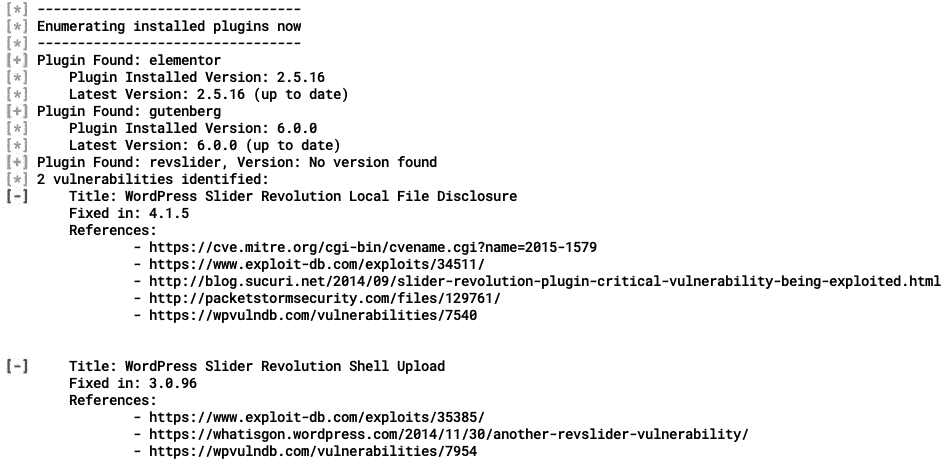 [*] ---------------------------------
[*] Enumerating installed plugins now
[*] ---------------------------------
[+] Plugin Found: elementor
[*]     Plugin Installed Version: 2.5.16
[*]     Latest Version: 2.5.16 (up to date)
[+] Plugin Found: gutenberg
[*]     Plugin Installed Version: 6.0.0
[*]     Latest Version: 6.0.0 (up to date)
[+] Plugin Found: revslider, Version: No version found
[*] 2 vulnerabilities identified:
[-]     Title: WordPress Slider Revolution Local File Disclosure
        Fixed in: 4.1.5
        References:
                - https://cve.mitre.org/cgi-bin/cvename.cgi?name=2015-1579
                - https://www.exploit-db.com/exploits/34511/
                - http://blog.sucuri.net/2014/09/slider-revolution-plugin-critical-vulnerability-being-exploited.html
                - http://packetstormsecurity.com/files/129761/
                - https://wpvulndb.com/vulnerabilities/7540
[-]     Title: WordPress Slider Revolution Shell Upload
        Fixed in: 3.0.96
        References:
                - https://www.exploit-db.com/exploits/35385/
                - https://whatisgon.wordpress.com/2014/11/30/another-revslider-vulnerability/
                - https://wpvulndb.com/vulnerabilities/7954